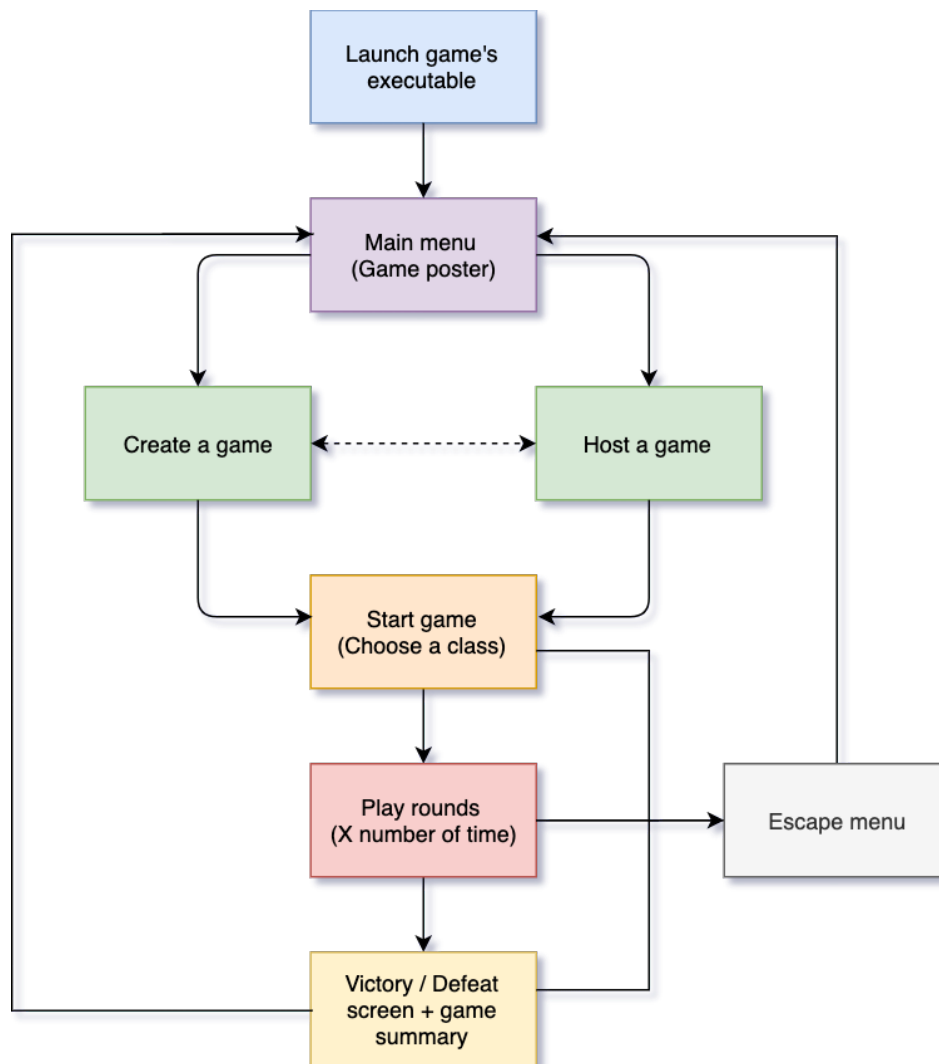 Launch game's
executable
Main menu
(Game poster)
Create a game
Host a game
Start game
(Choose a class)
Play rounds
(X number of time)
Escape menu
Victory / Defeat
screen + game
summary